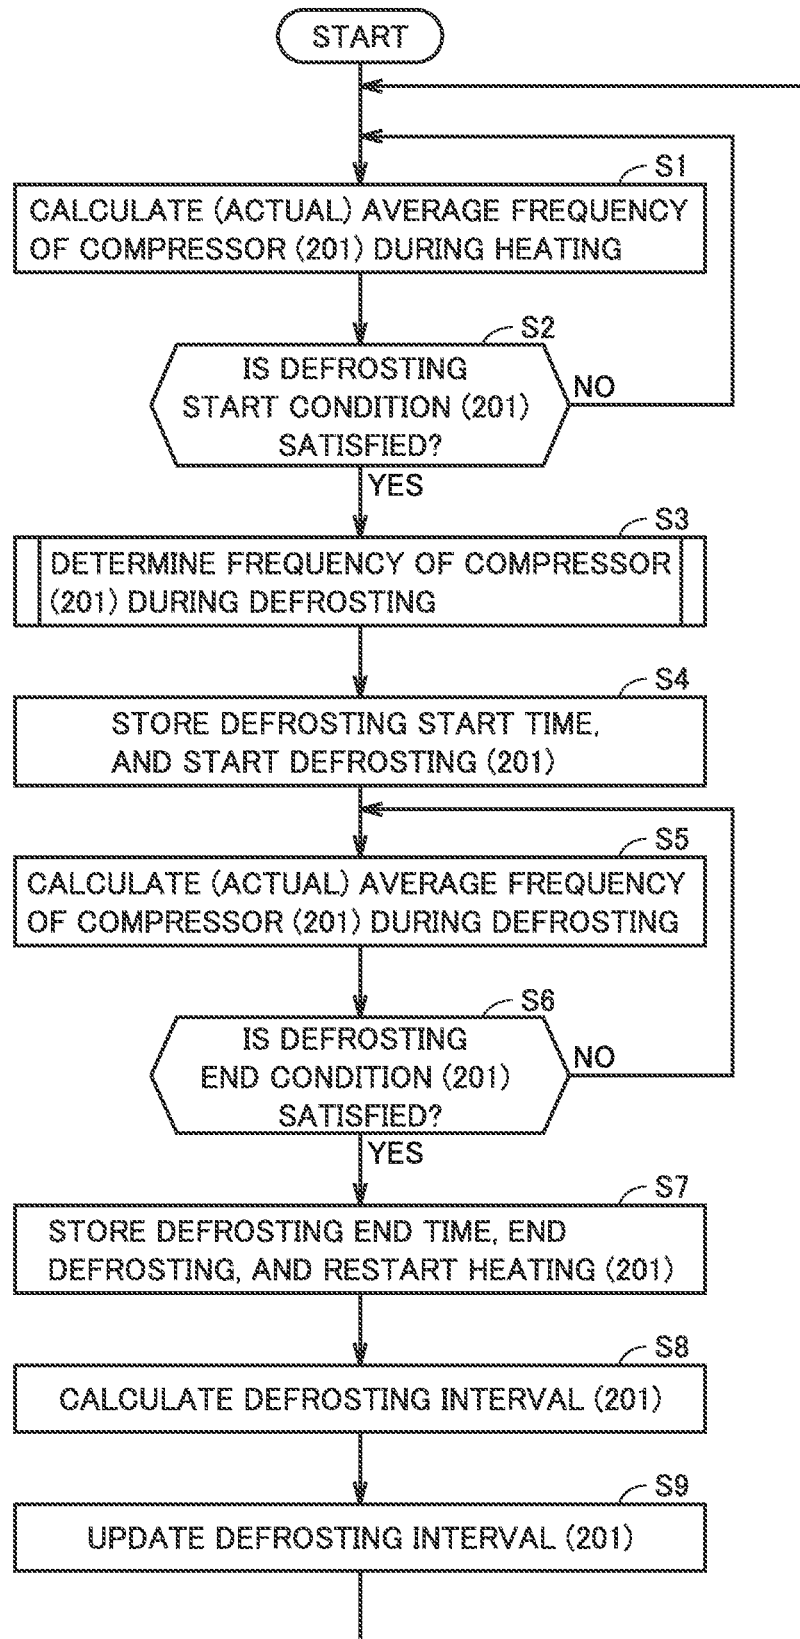 START
S1
CALCULATE (ACTUAL) AVERAGE FREQUENCY
OF COMPRESSOR (201) DURING HEATING
S2
IS DEFROSTING
START CONDITION (201)
SATISFIED?
NO
YES
S3
DETERMINE FREQUENCY OF COMPRESSOR
(201) DURING DEFROSTING
S4
STORE DEFROSTING START TIME,
AND START DEFROSTING (201)
S5
CALCULATE (ACTUAL) AVERAGE FREQUENCY
OF COMPRESSOR (201) DURING DEFROSTING
S6
IS DEFROSTING
END CONDITION (201)
SATISFIED?
NO
YES
S7
STORE DEFROSTING END TIME, END
DEFROSTING, AND RESTART HEATING (201)
S8
CALCULATE DEFROSTING INTERVAL (201)
S9
UPDATE DEFROSTING INTERVAL (201)